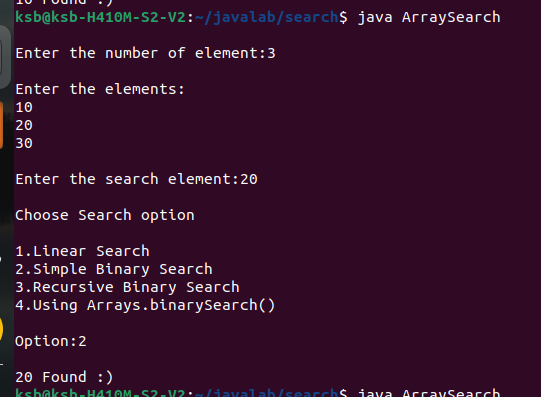 10 Found :)
ksb@ksb-H410M-S2-V2:~/javalab/search$ java ArraySearch
Enter the number of element:3
Enter the elements:
10
20
30
Enter the search element:20
Choose Search option
1.Linear Search
2.Simple Binary Search
3.Recursive Binary Search
4.Using Arrays.binarySearch()
Option:2
20 Found :)
ksb@ksb-H410M-S2-V2:~/javalab/search$ java ArraySearch